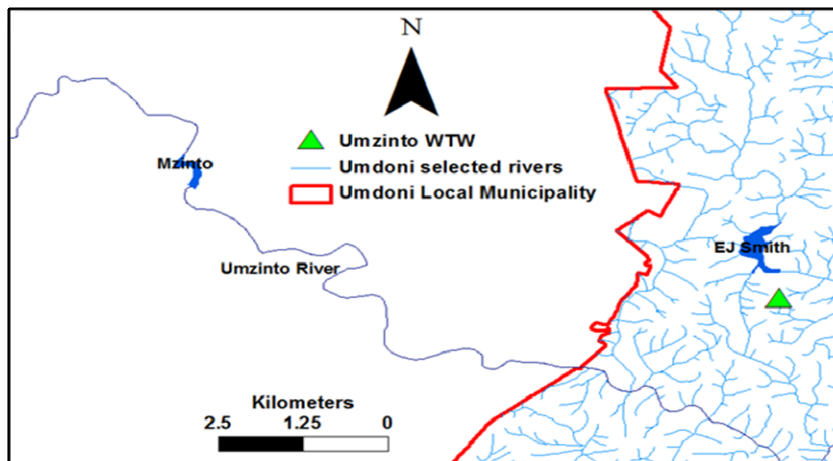 N
Umzinto WTW
Umdoni selected rivers
Umdoni Local Municipality
Mzinto
EJ Smith
Umzinto River
Kilometers
2.5 1.25 0